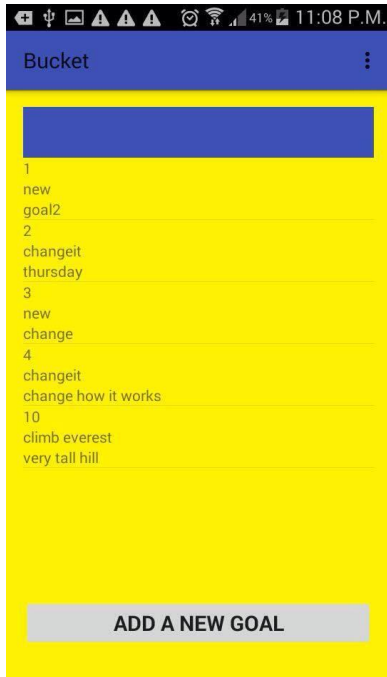 41% 11:08 P.M.
Bucket
1
new
goal2
2
changeit
thursday
3
new
change
4
changeit
change how it works
10
climb everest
very tall hill
ADD A NEW GOAL